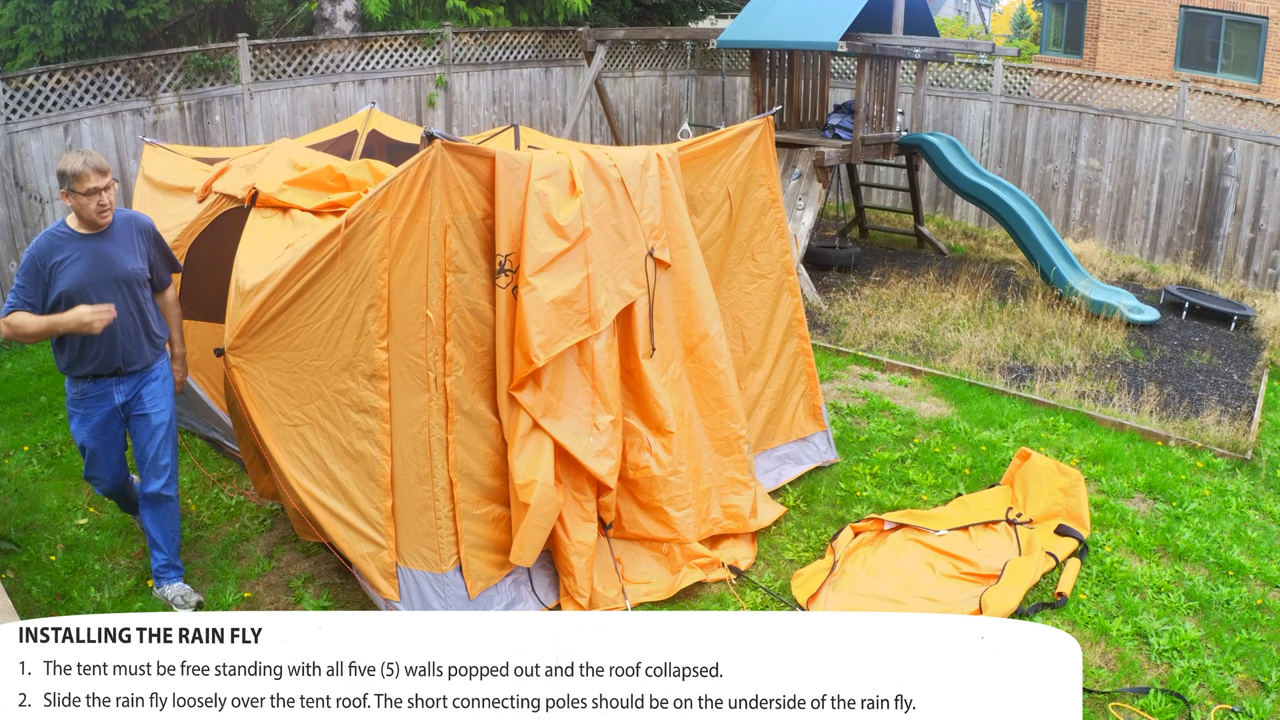 INSTALLING THE RAIN FLY
1. The tent must be free standing with all five (5) walls popped out and the roof collapsed.
2. Slide the rain fly loosely over the tent roof. The short connecting poles should be on the underside of the rain fly.